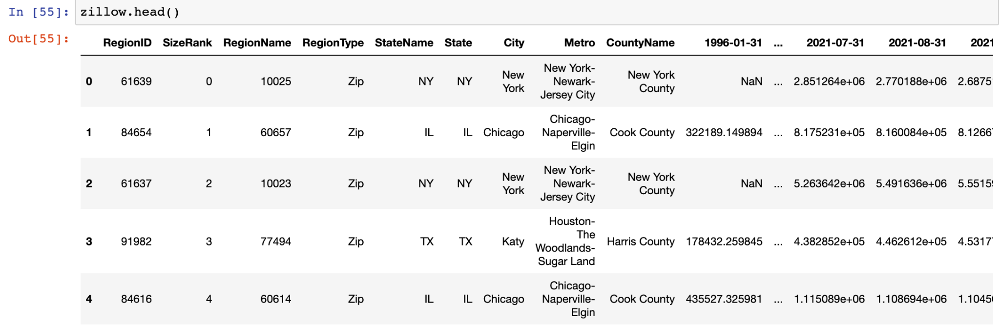 In [55]: zillow.head()
Out[55]:
RegionID SizeRank RegionName RegionType StateName State City Metro CountyName 1996-01-31 ... 2021-07-31 2021-08-31 2021
0 61639 0 10025 Zip NY NY New York New York-Newark-Jersey City New York County NaN ... 2.851264e+06 2.770188e+06 2.6875
1 84654 1 60657 Zip IL IL Chicago Chicago-Naperville-Elgin Cook County 322189.149894 ... 8.175231e+05 8.160084e+05 8.1266
2 61637 2 10023 Zip NY NY New York New York-Newark-Jersey City New York County NaN ... 5.263642e+06 5.491636e+06 5.5515
3 91982 3 77494 Zip TX TX Katy Houston-The Woodlands-Sugar Land Harris County 178432.259845 ... 4.382852e+05 4.462612e+05 4.5317
4 84616 4 60614 Zip IL IL Chicago Chicago-Naperville-Elgin Cook County 435527.325981 ... 1.115089e+06 1.108694e+06 1.1045